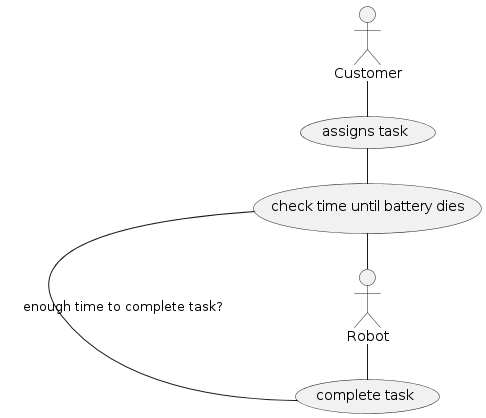 Customer
assigns task
check time until battery dies
enough time to complete task?
Robot
complete task